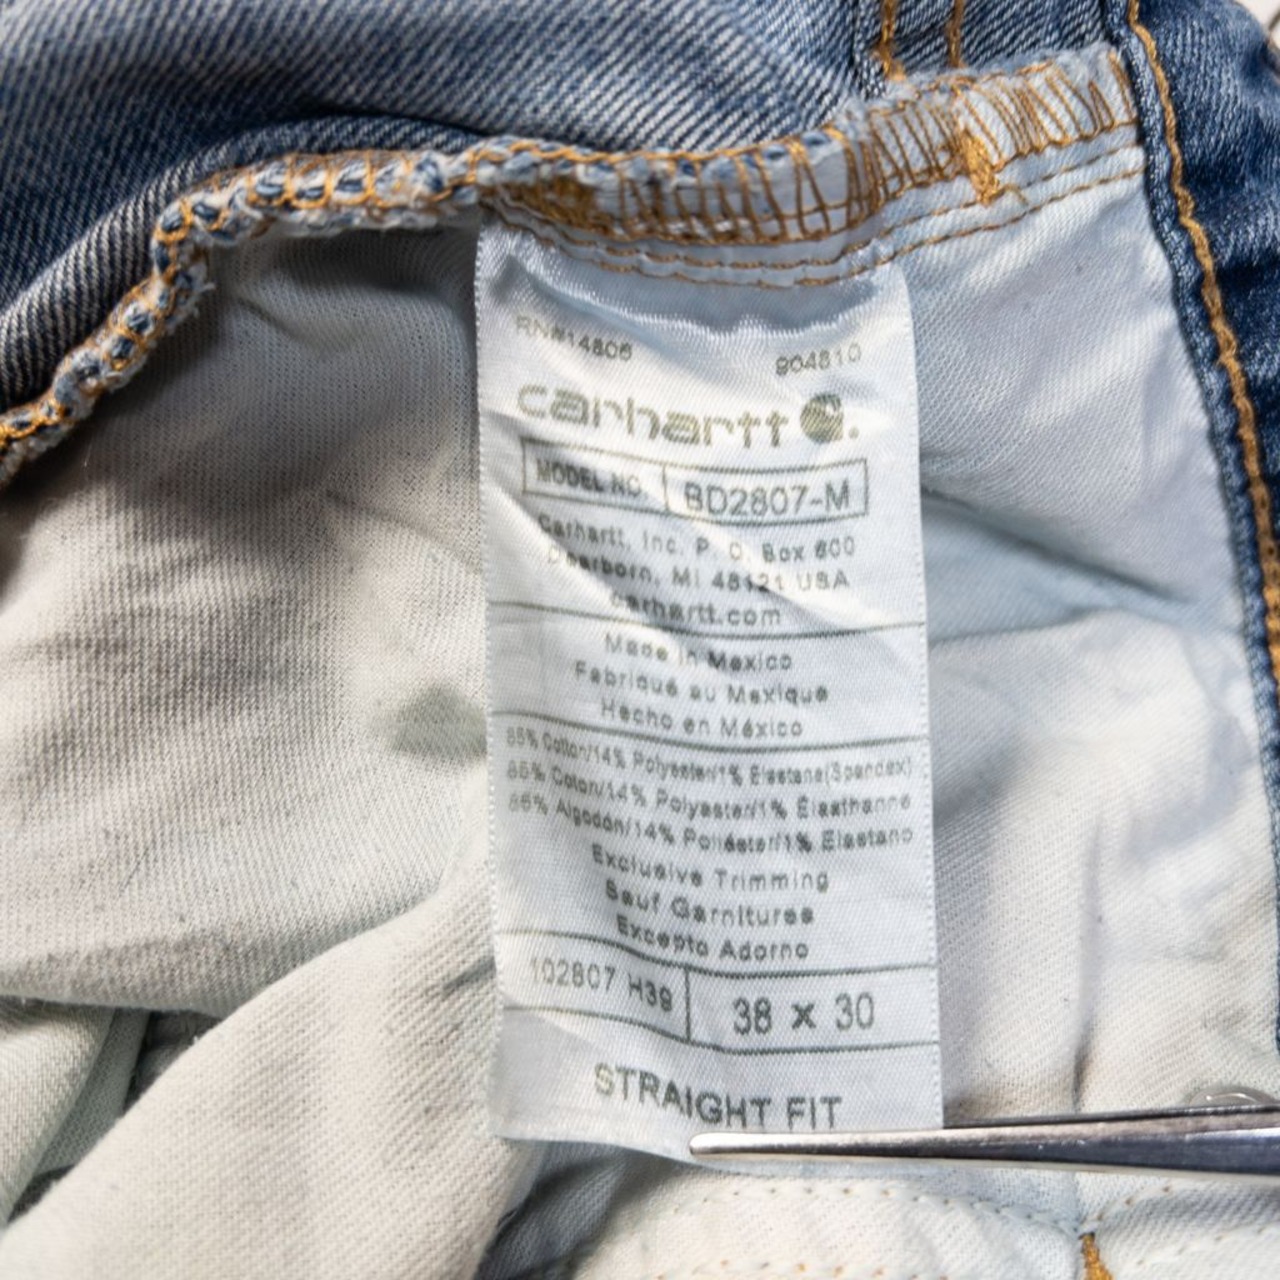 RN#14806 904610
carhartt
MODEL NO. BD2807-M
Carhartt, Inc. P. O. Box 600
Dearborn, MI 48121 USA
carhartt.com
Made in Mexico
Fabriqué au Mexique
Hecho en México
85% Cotton/14% Polyester/1% Elastane(Spandex)
85% Coton/14% Polyester/1% Élasthanne
85% Algodón/14% Poliéster/1% Elastano
Exclusive Trimming
Sauf Garnitures
Excepto Adorno
102807 H39 38 x 30
STRAIGHT FIT